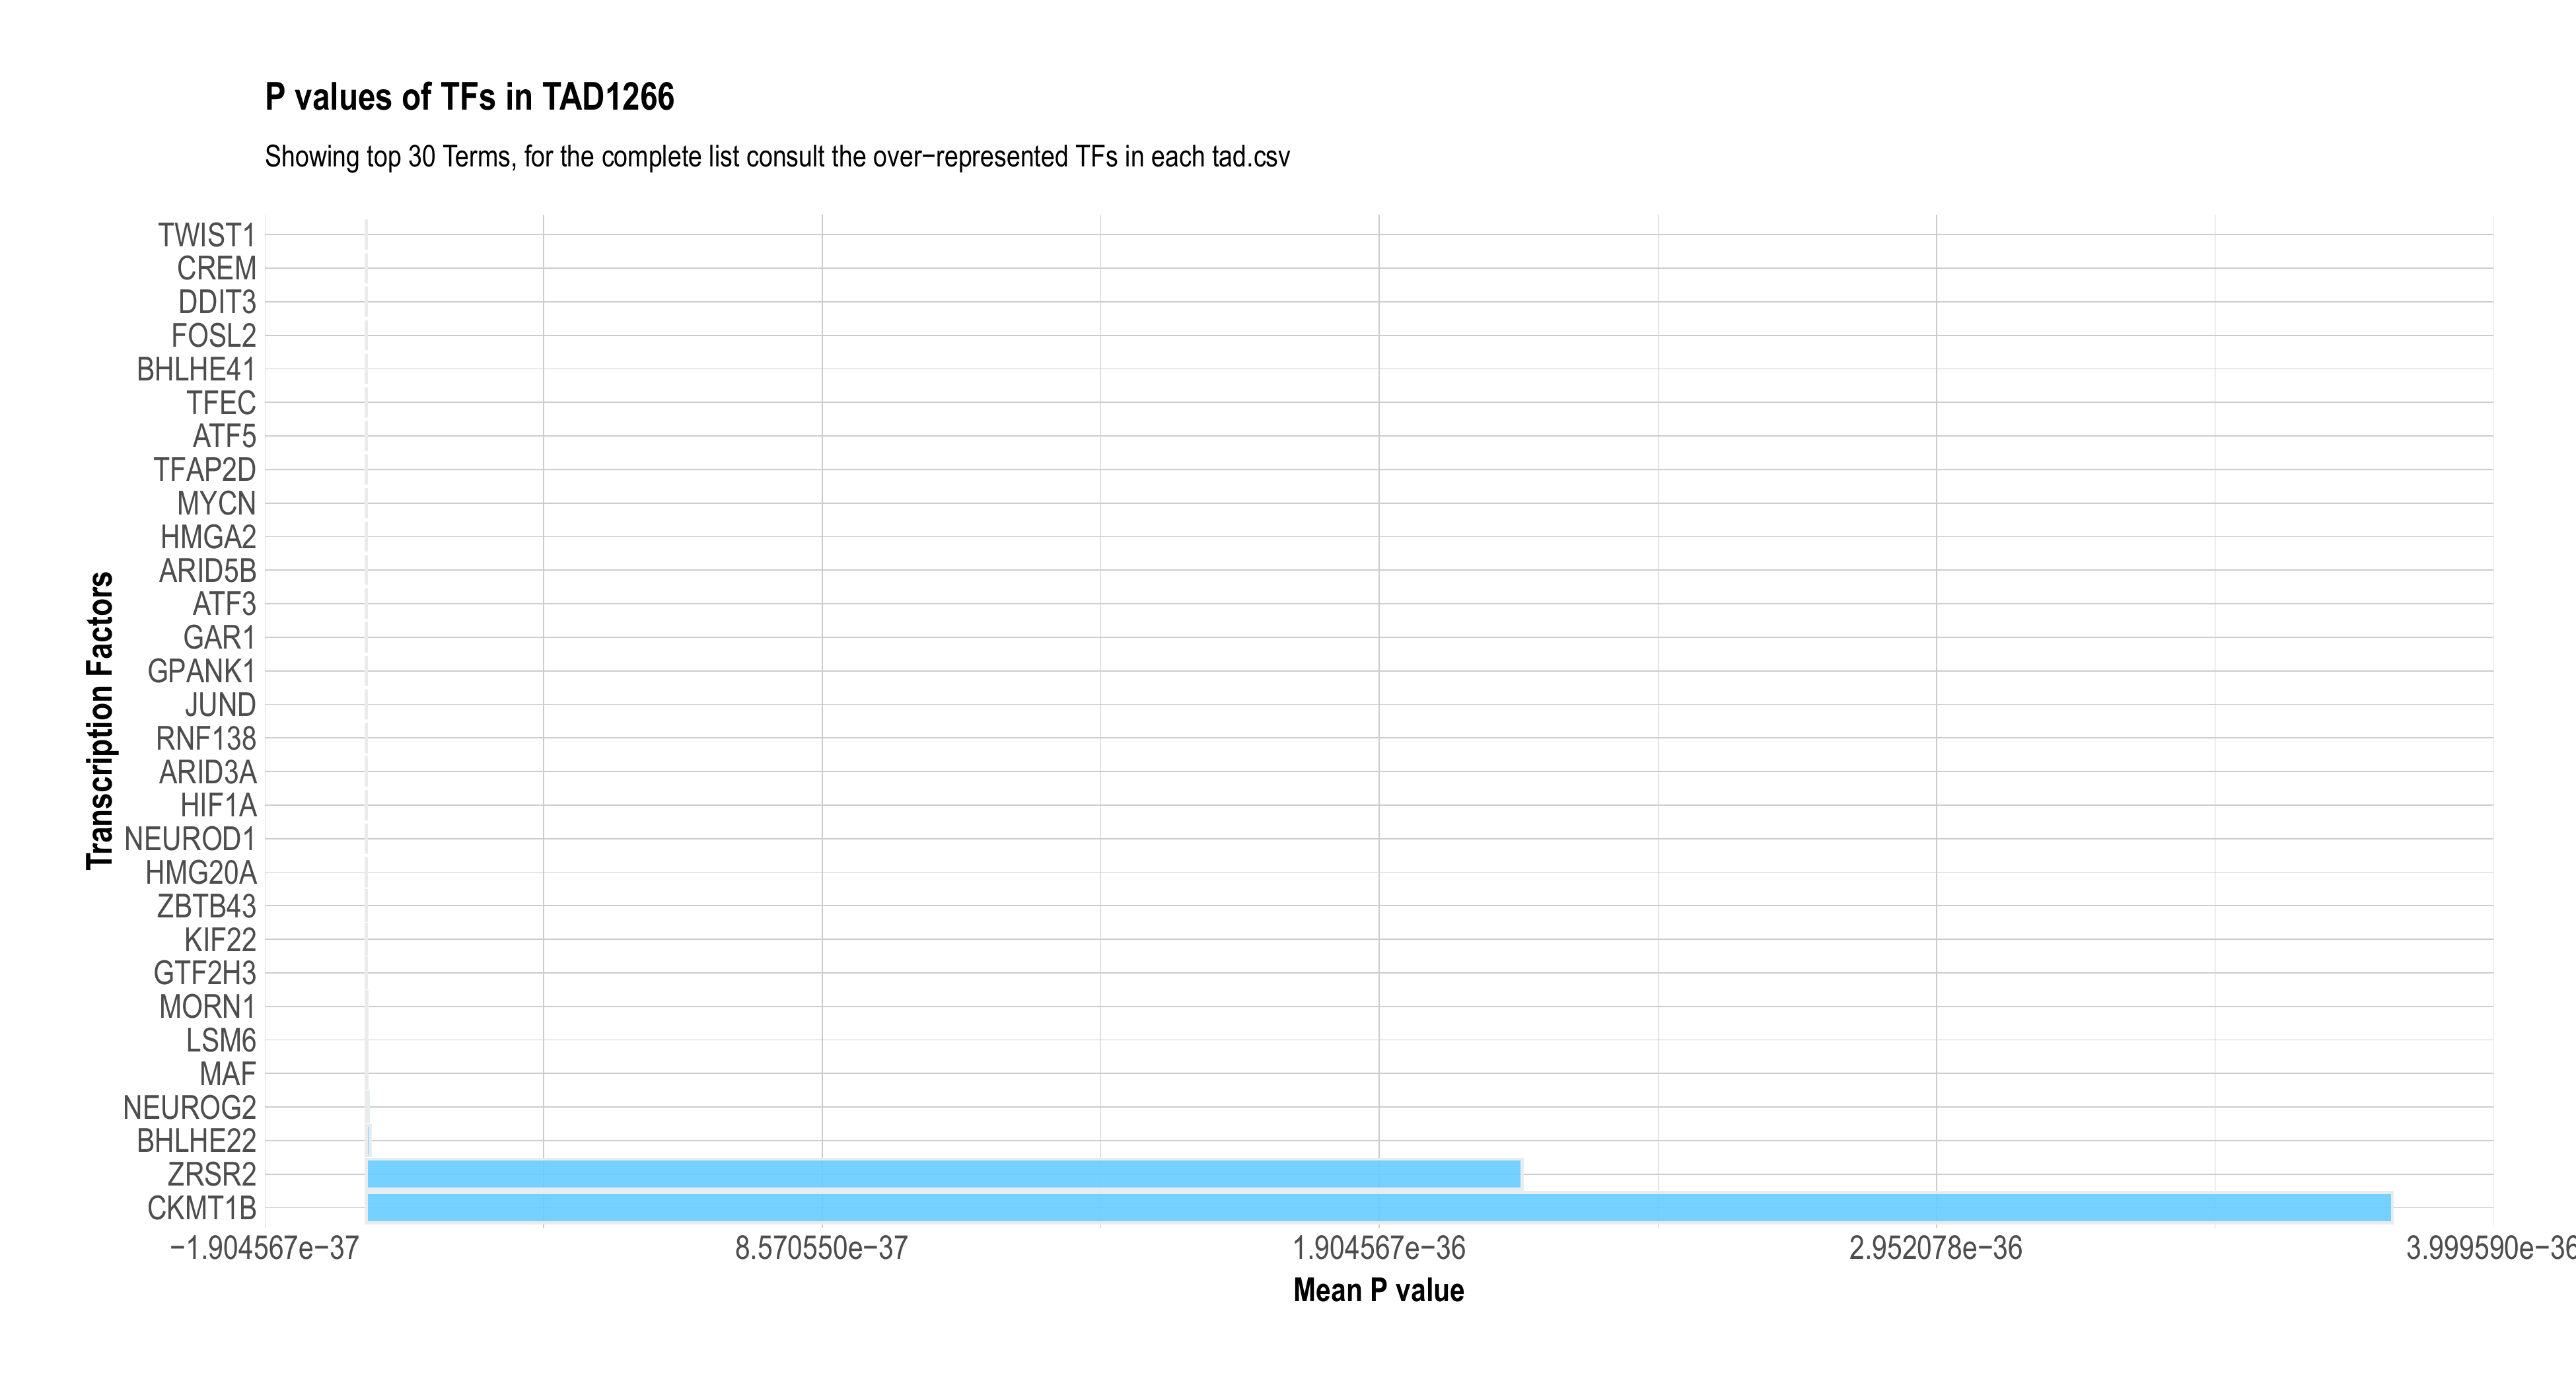 P values of TFs in TAD1266
Showing top 30 Terms, for the complete list consult the over−represented TFs in each tad.csv
Transcription Factors
TWIST1
CREM
DDIT3
FOSL2
BHLHE41
TFEC
ATF5
TFAP2D
MYCN
HMGA2
ARID5B
ATF3
GAR1
GPANK1
JUND
RNF138
ARID3A
HIF1A
NEUROD1
HMG20A
ZBTB43
KIF22
GTF2H3
MORN1
LSM6
MAF
NEUROG2
BHLHE22
ZRSR2
CKMT1B
−1.904567e−37 8.570550e−37 1.904567e−36 2.952078e−36 3.999590e−36
Mean P value